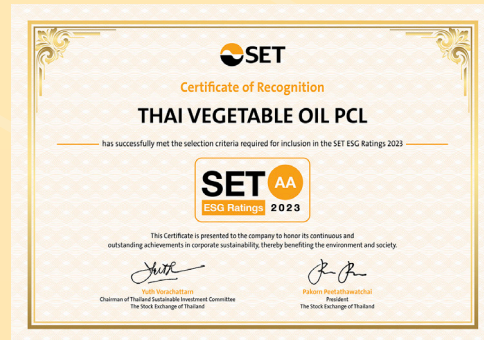 SET
Certificate of Recognition
THAI VEGETABLE OIL PCL
has successfully met the selection criteria required for inclusion in the SET ESG Ratings 2023
SET AA
ESG Ratings 2023
This Certificate is presented to the company to honor its continuous and
outstanding achievements in corporate sustainability, thereby benefiting the environment and society.
Yuth Vorachattarn
Chairman of Thailand Sustainable Investment Committee
The Stock Exchange of Thailand
Pakorn Peetathawatchai
President
The Stock Exchange of Thailand